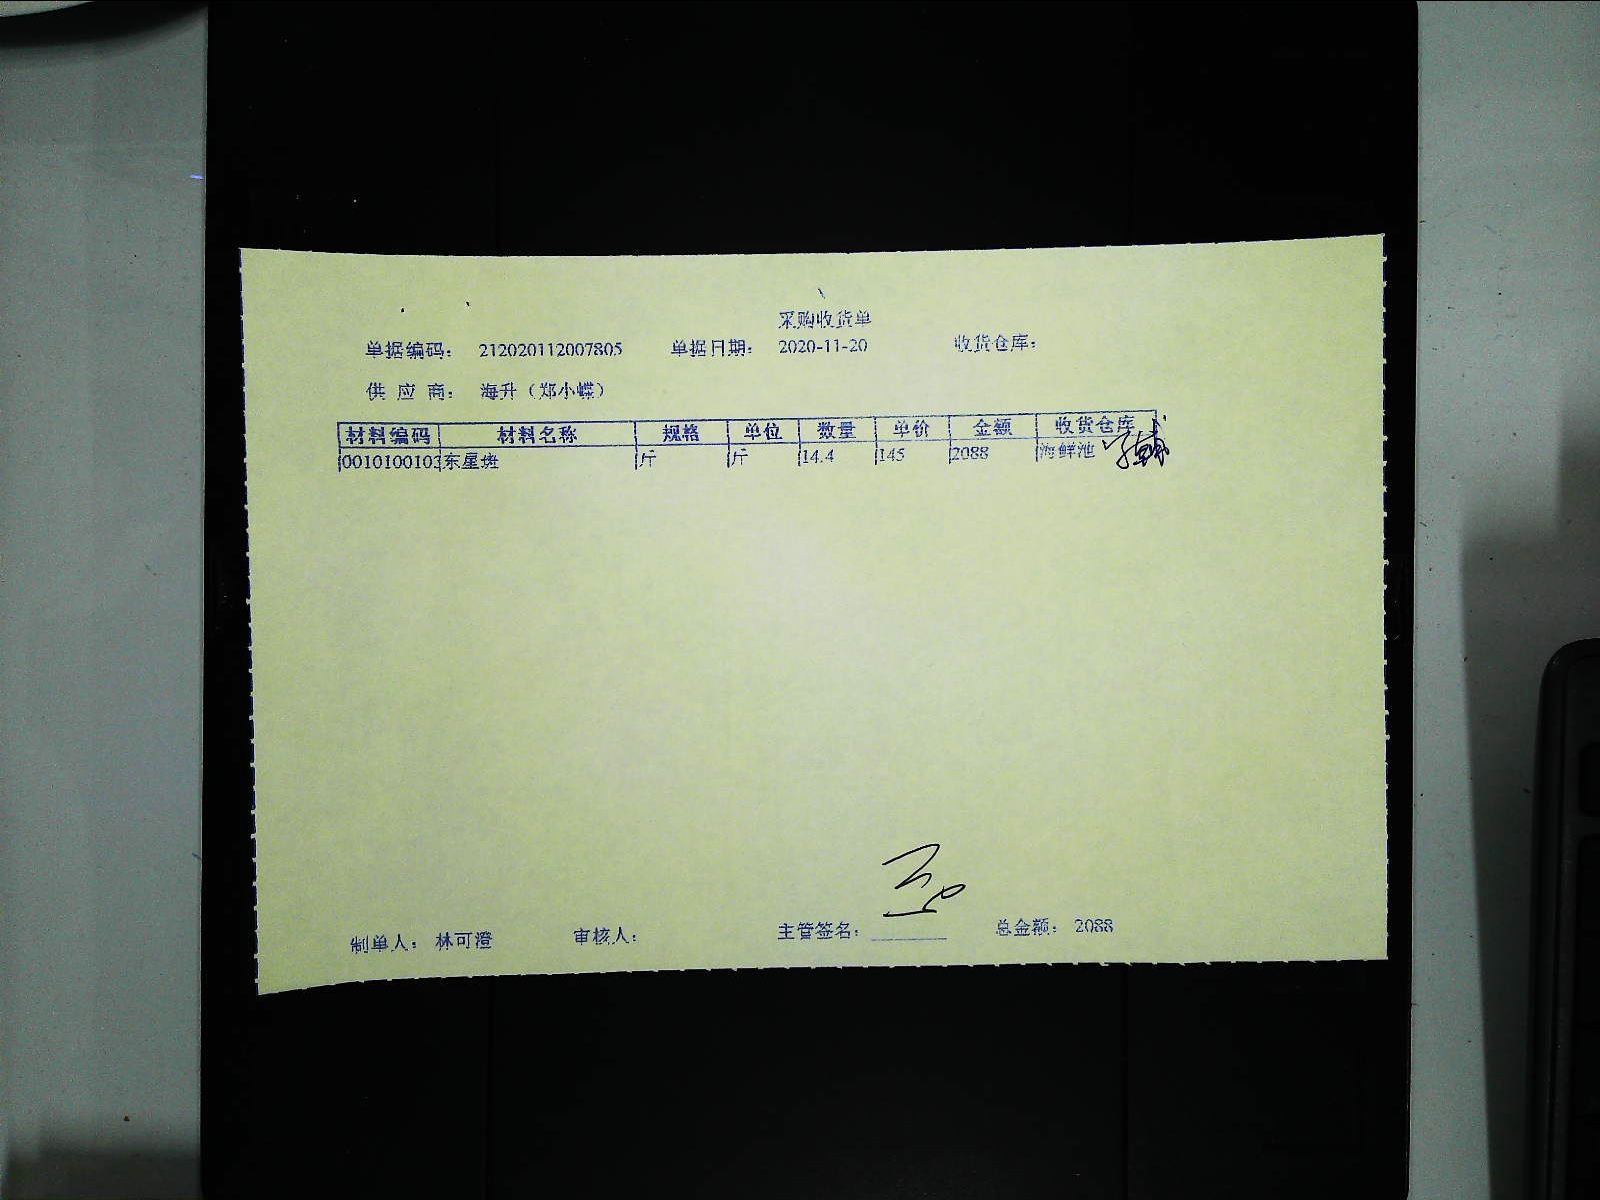 采购收货单
单据编码： 212020112007805 单据日期： 2020-11-20 收货仓库：
供 应 商： 海升（郑小蝶）
材料编码 材料名称 规格 单位 数量 单价 金额 收货仓库
0010100103 东星斑 斤 斤 14.4 145 2088 海鲜池
制单人： 林可澄 审核人： 主管签名： 总金额： 2088